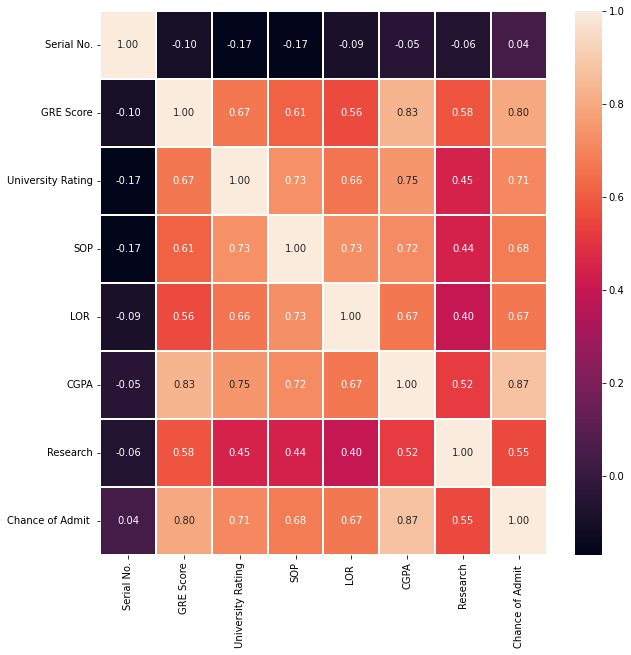 Serial No. 1.00 -0.10 -0.17 -0.17 -0.09 -0.05 -0.06 0.04
GRE Score -0.10 1.00 0.67 0.61 0.56 0.83 0.58 0.80
University Rating -0.17 0.67 1.00 0.73 0.66 0.75 0.45 0.71
SOP -0.17 0.61 0.73 1.00 0.73 0.72 0.44 0.68
LOR -0.09 0.56 0.66 0.73 1.00 0.67 0.40 0.67
CGPA -0.05 0.83 0.75 0.72 0.67 1.00 0.52 0.87
Research -0.06 0.58 0.45 0.44 0.40 0.52 1.00 0.55
Chance of Admit 0.04 0.80 0.71 0.68 0.67 0.87 0.55 1.00
Serial No. GRE Score University Rating SOP LOR CGPA Research Chance of Admit
1.0
0.8
0.6
0.4
0.2
0.0